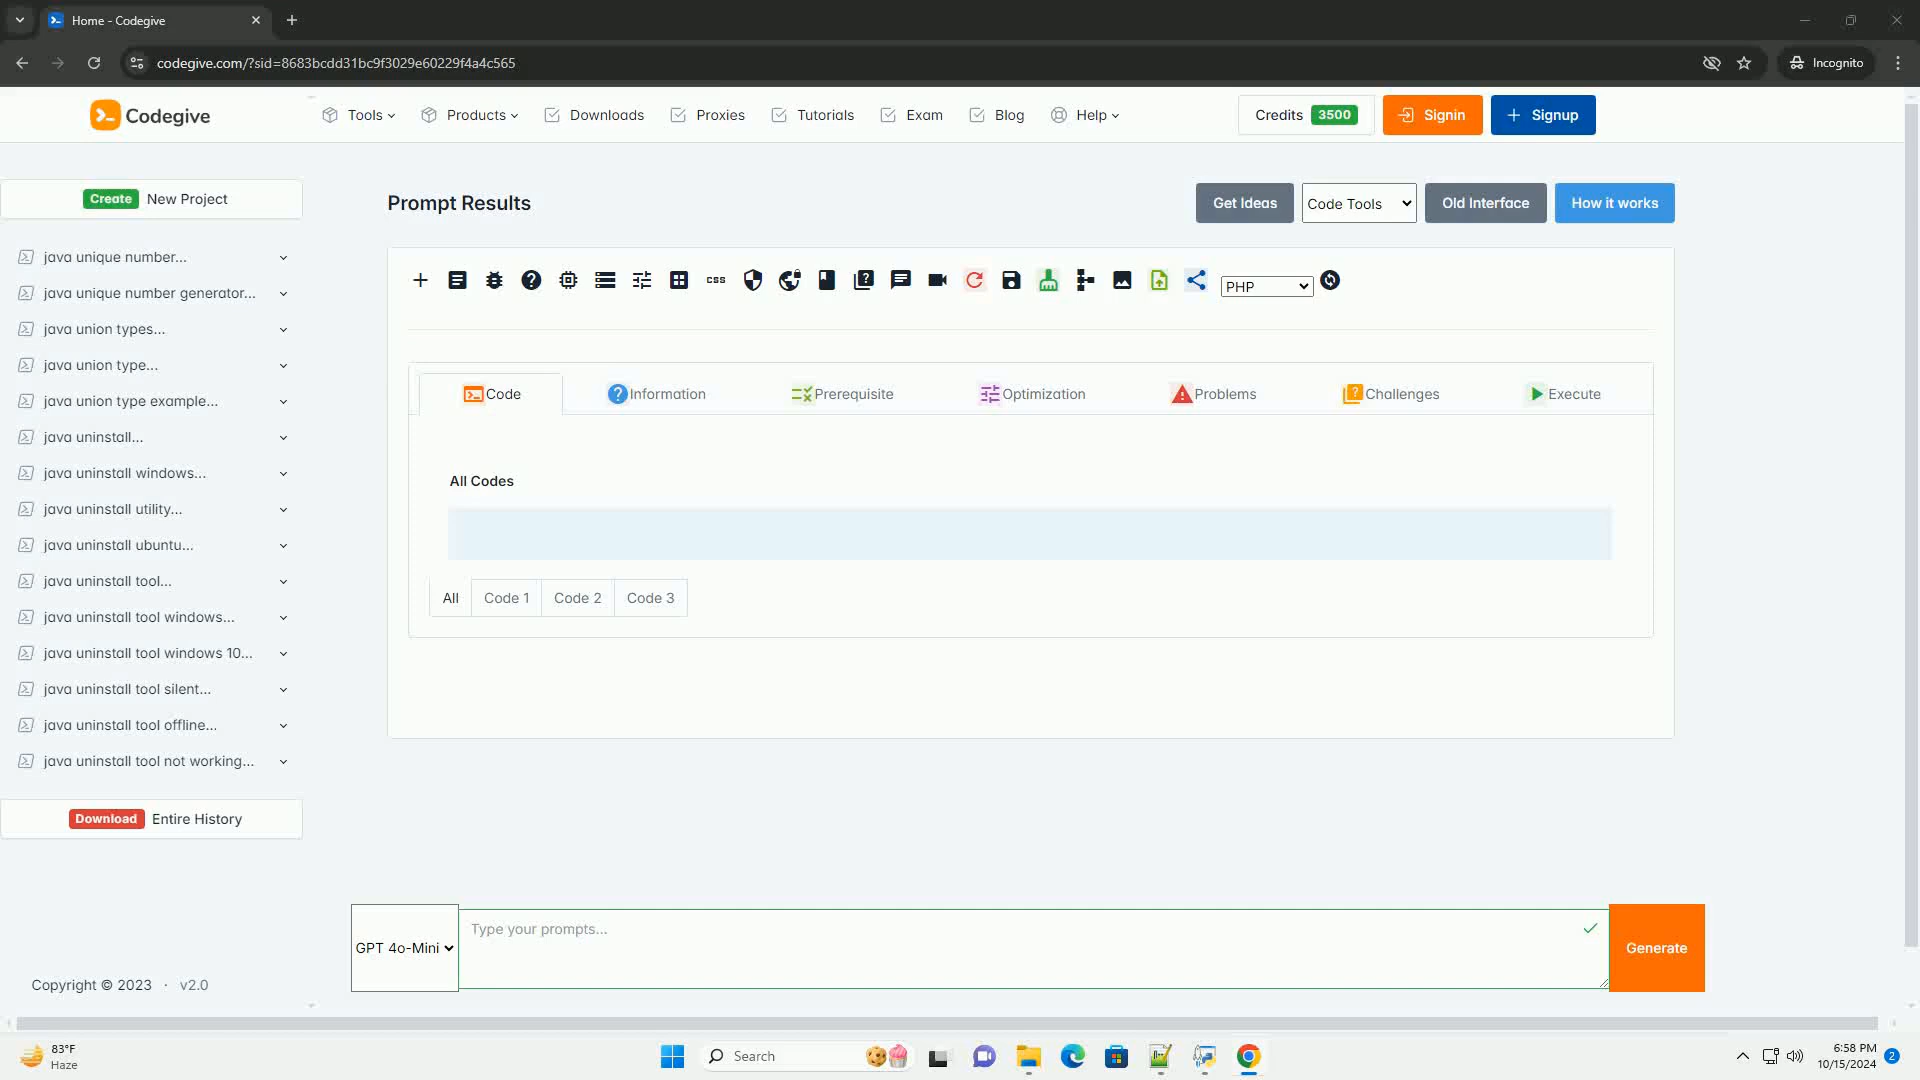 Home - Codegive
codegive.com/?sid=8683bcdd31bc9f3029e60229f4a4c565
Incognito
Codegive
Tools
Products
Downloads
Proxies
Tutorials
Exam
Blog
Help
Credits 3500
Signin
Signup
Create New Project
java unique number...
java unique number generator...
java union types...
java union type...
java union type example...
java uninstall...
java uninstall windows...
java uninstall utility...
java uninstall ubuntu...
java uninstall tool...
java uninstall tool windows...
java uninstall tool windows 10...
java uninstall tool silent...
java uninstall tool offline...
java uninstall tool not working...
Download Entire History
Copyright © 2023 · v2.0
Prompt Results
Get Ideas
Code Tools
Old Interface
How it works
CSS
PHP
Code
Information
Prerequisite
Optimization
Problems
Challenges
Execute
All Codes
All
Code 1
Code 2
Code 3
GPT 4o-Mini
Type your prompts...
Generate
83°F
Haze
Search
6:58 PM
10/15/2024
2